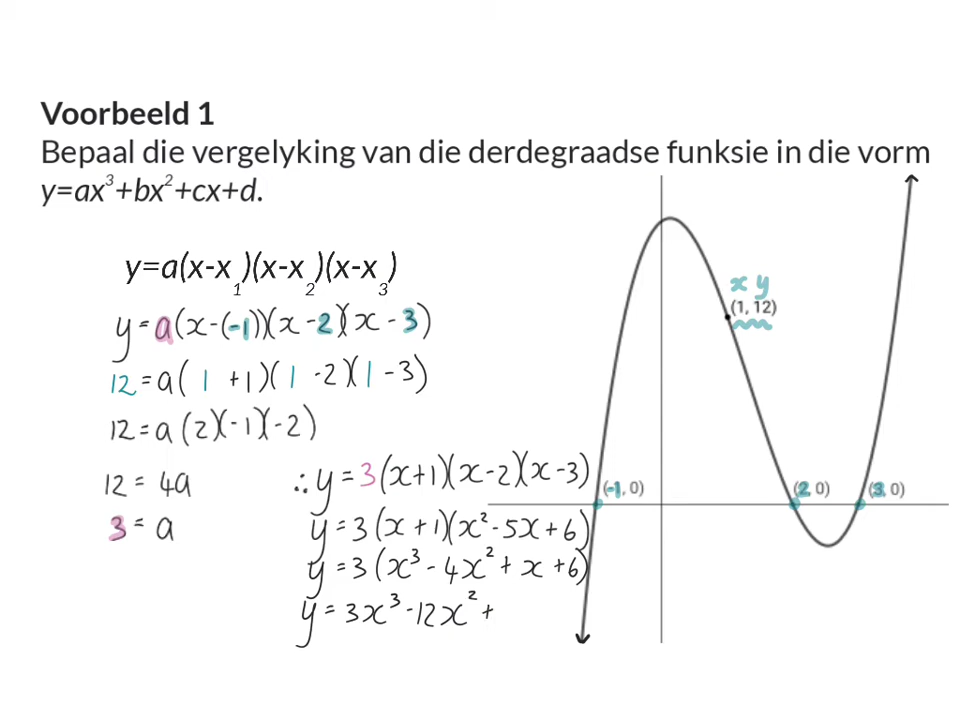 Voorbeeld 1
Bepaal die vergelyking van die derdegraadse funksie in die vorm
y=ax³+bx²+cx+d.
y=a(x-x₁)(x-x₂)(x-x₃)
y = a(x-(-1))(x-2)(x-3)
12 = a(1+1)(1-2)(1-3)
12 = a(2)(-1)(-2)
12 = 4a
3 = a
∴ y = 3(x+1)(x-2)(x-3)
y = 3(x+1)(x²-5x+6)
y = 3(x³-4x²+x+6)
y = 3x³-12x²+
x y
(1, 12)
(-1, 0)
(2, 0)
(3, 0)